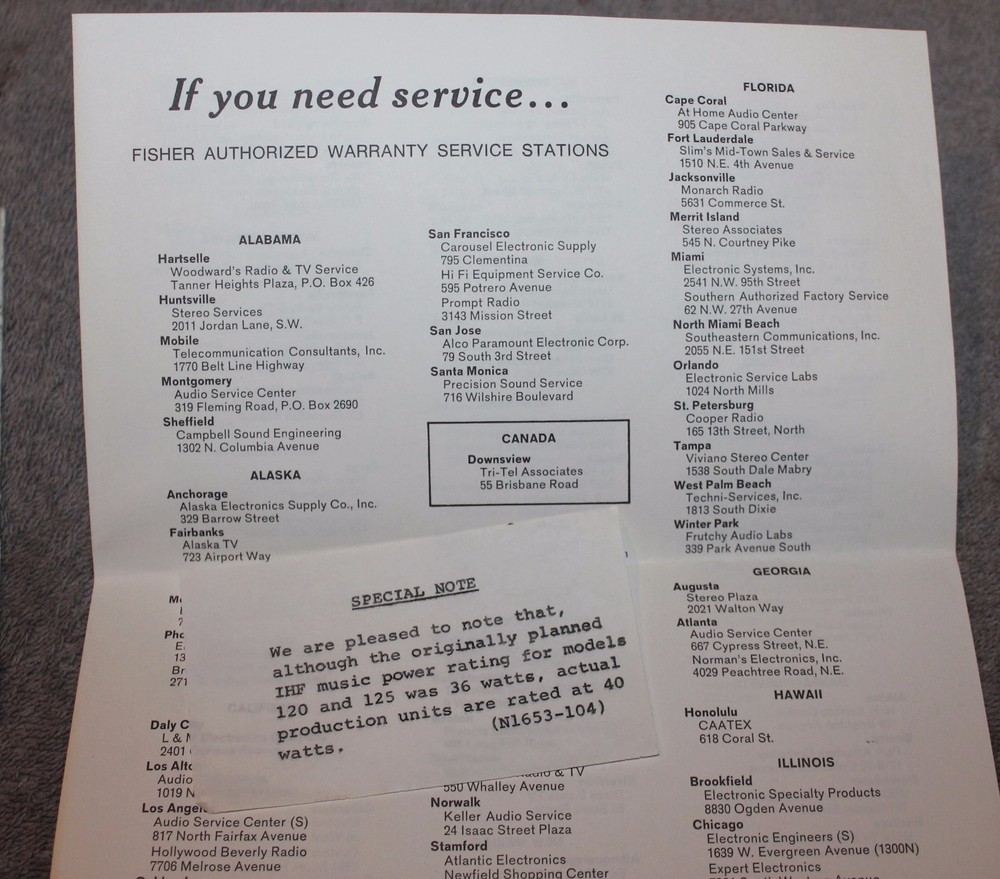 If you need service...
FISHER AUTHORIZED WARRANTY SERVICE STATIONS
ALABAMA
Hartselle
Woodward's Radio & TV Service
Tanner Heights Plaza, P.O. Box 426
Huntsville
Stereo Services
2011 Jordan Lane, S.W.
Mobile
Telecommunication Consultants, Inc.
1770 Belt Line Highway
Montgomery
Audio Service Center
319 Fleming Road, P.O. Box 2690
Sheffield
Campbell Sound Engineering
1302 N. Columbia Avenue
ALASKA
Anchorage
Alaska Electronics Supply Co., Inc.
329 Barrow Street
Fairbanks
Alaska TV
723 Airport Way
13
271
Daly C
L &
2401
Los Alto
Audio
1019 N
Los Angel
Audio Service Center (S)
817 North Fairfax Avenue
Hollywood Beverly Radio
7706 Melrose Avenue
San Francisco
Carousel Electronic Supply
795 Clementina
Hi Fi Equipment Service Co.
595 Potrero Avenue
Prompt Radio
3143 Mission Street
San Jose
Alco Paramount Electronic Corp.
79 South 3rd Street
Santa Monica
Precision Sound Service
716 Wilshire Boulevard
CANADA
Downsview
Tri-Tel Associates
55 Brisbane Road
SPECIAL NOTE
We are pleased to note that,
although the originally planned
IHF music power rating for models
120 and 125 was 36 watts, actual
production units are rated at 40
watts. (N1653-104)
& TV
550 Whalley Avenue
Norwalk
Keller Audio Service
24 Isaac Street Plaza
Stamford
Atlantic Electronics
Newfield Shopping Center
FLORIDA
Cape Coral
At Home Audio Center
905 Cape Coral Parkway
Fort Lauderdale
Slim's Mid-Town Sales & Service
1510 N.E. 4th Avenue
Jacksonville
Monarch Radio
5631 Commerce St.
Merrit Island
Stereo Associates
545 N. Courtney Pike
Miami
Electronic Systems, Inc.
2541 N.W. 95th Street
Southern Authorized Factory Service
62 N.W. 27th Avenue
North Miami Beach
Southeastern Communications, Inc.
2055 N.E. 151st Street
Orlando
Electronic Service Labs
1024 North Mills
St. Petersburg
Cooper Radio
165 13th Street, North
Tampa
Viviano Stereo Center
1538 South Dale Mabry
West Palm Beach
Techni-Services, Inc.
1813 South Dixie
Winter Park
Frutchy Audio Labs
339 Park Avenue South
GEORGIA
Augusta
Stereo Plaza
2021 Walton Way
Atlanta
Audio Service Center
667 Cypress Street, N.E.
Norman's Electronics, Inc.
4029 Peachtree Road, N.E.
HAWAII
Honolulu
CAATEX
618 Coral St.
ILLINOIS
Brookfield
Electronic Specialty Products
8830 Ogden Avenue
Chicago
Electronic Engineers (S)
1639 W. Evergreen Avenue (1300N)
Expert Electronics